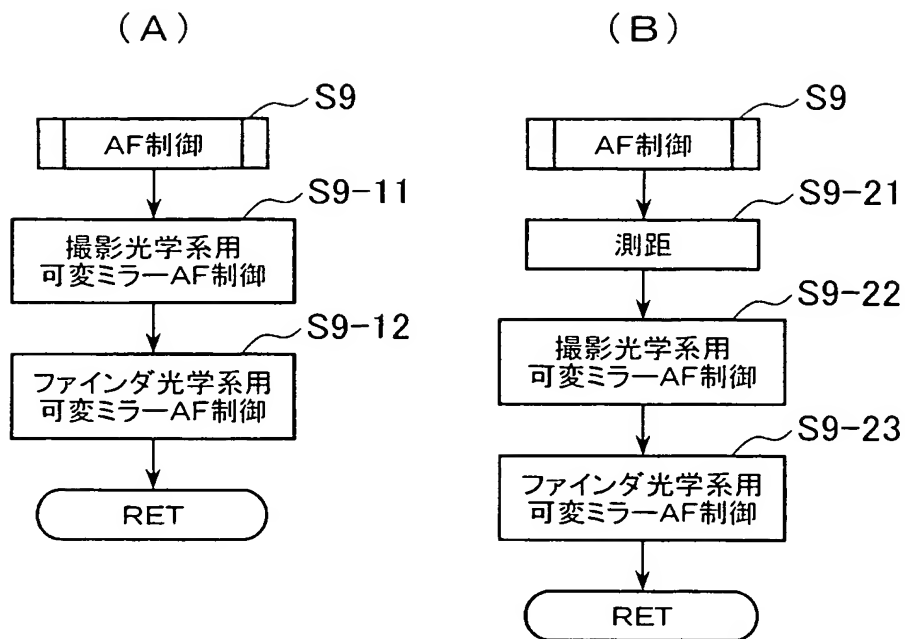 (A)
S9
AF制御
S9-11
撮影光学系用
可変ミラーAF制御
S9-12
ファインダ光学系用
可変ミラーAF制御
RET
(B)
S9
AF制御
S9-21
測距
S9-22
撮影光学系用
可変ミラーAF制御
S9-23
ファインダ光学系用
可変ミラーAF制御
RET